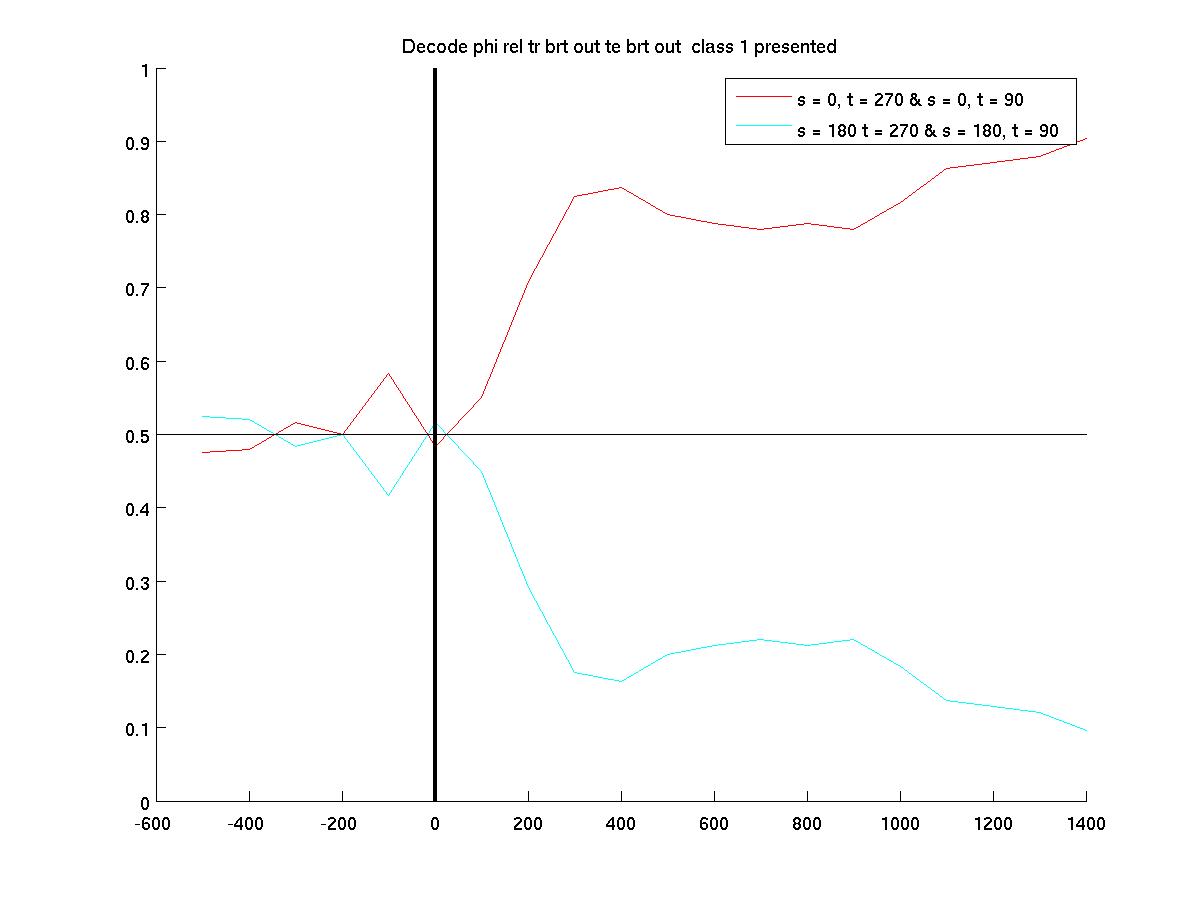 Decode phi rel tr brt out te brt out  class 1 presented
s = 0, t = 270 & s = 0, t = 90
s = 180 t = 270 & s = 180, t = 90
1
0.9
0.8
0.7
0.6
0.5
0.4
0.3
0.2
0.1
0
-600 -400 -200 0 200 400 600 800 1000 1200 1400